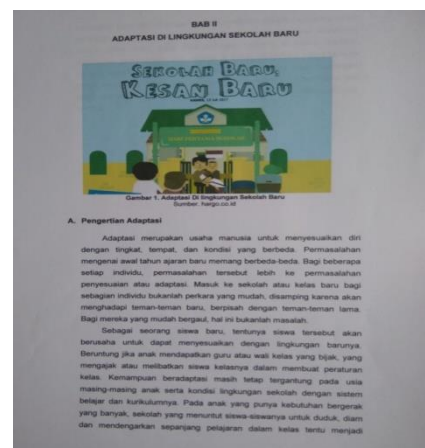 BAB II
ADAPTASI DI LINGKUNGAN SEKOLAH BARU
SEKOLAH BARU,
KESAN BARU
Gambar 1. Adaptasi Di lingkungan Sekolah Baru
Sumber. hargo.co.id
A. Pengertian Adaptasi
Adaptasi merupakan usaha manusia untuk menyesuaikan diri
dengan tingkat, tempat, dan kondisi yang berbeda. Permasalahan
mengenai awal tahun ajaran baru memang berbeda-beda. Bagi beberapa
setiap individu, permasalahan tersebut lebih ke permasalahan
penyesuaian atau adaptasi. Masuk ke sekolah atau kelas baru bagi
sebagian individu bukanlah perkara yang mudah, disamping karena akan
menghadapi teman-teman baru, berpisah dengan teman-teman lama.
Bagi mereka yang mudah bergaul, hal ini bukanlah masalah.
Sebagai seorang siswa baru, tentunya siswa tersebut akan
berusaha untuk dapat menyesuaikan dengan lingkungan barunya.
Beruntung jika anak mendapatkan guru atau wali kelas yang bijak, yang
mengajak atau melibatkan siswa kelasnya dalam membuat peraturan
kelas. Kemampuan beradaptasi masih tetap tergantung pada usia
masing-masing anak serta kondisi lingkungan sekolah dengan sistem
belajar dan kurikulumnya. Pada anak yang punya kebutuhan bergerak
yang banyak, sekolah yang menuntut siswa-siswanya untuk duduk, diam
dan mendengarkan sepanjang pelajaran dalam kelas tentu menjadi